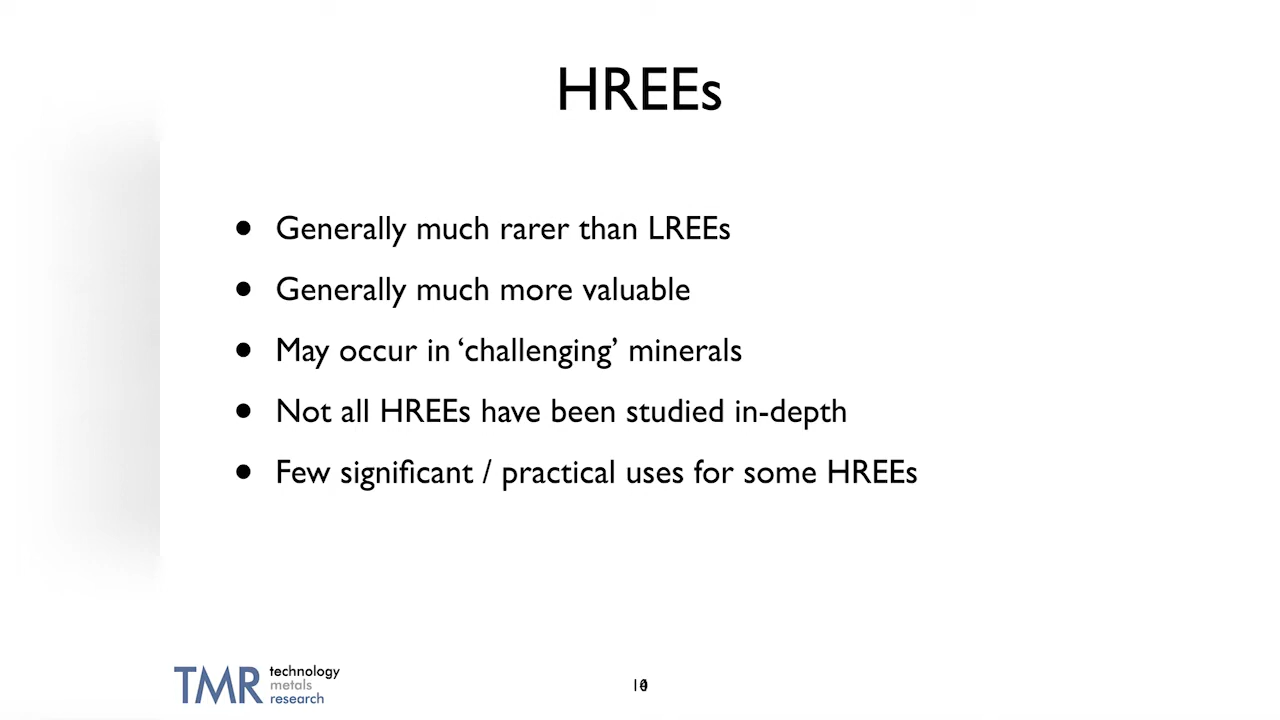 HREEs
• Generally much rarer than LREEs
• Generally much more valuable
• May occur in ‘challenging’ minerals
• Not all HREEs have been studied in-depth
• Few significant / practical uses for some HREEs
TMR
technology
metals
research